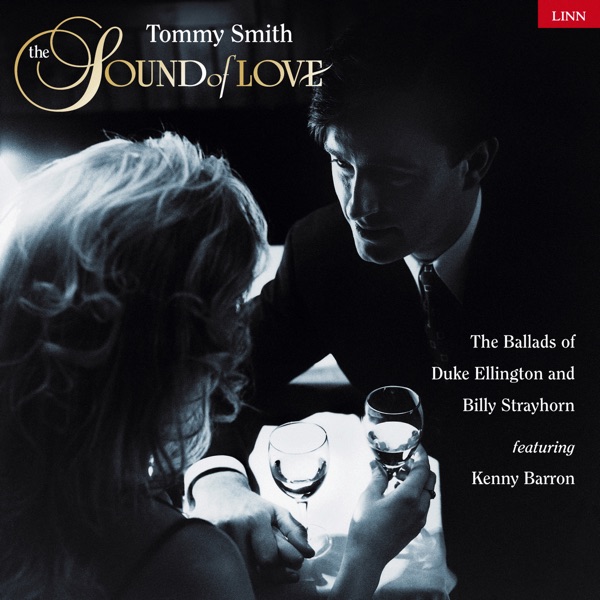 LINN
Tommy Smith
the SOUND of LOVE
The Ballads of
Duke Ellington and
Billy Strayhorn
featuring
Kenny Barron